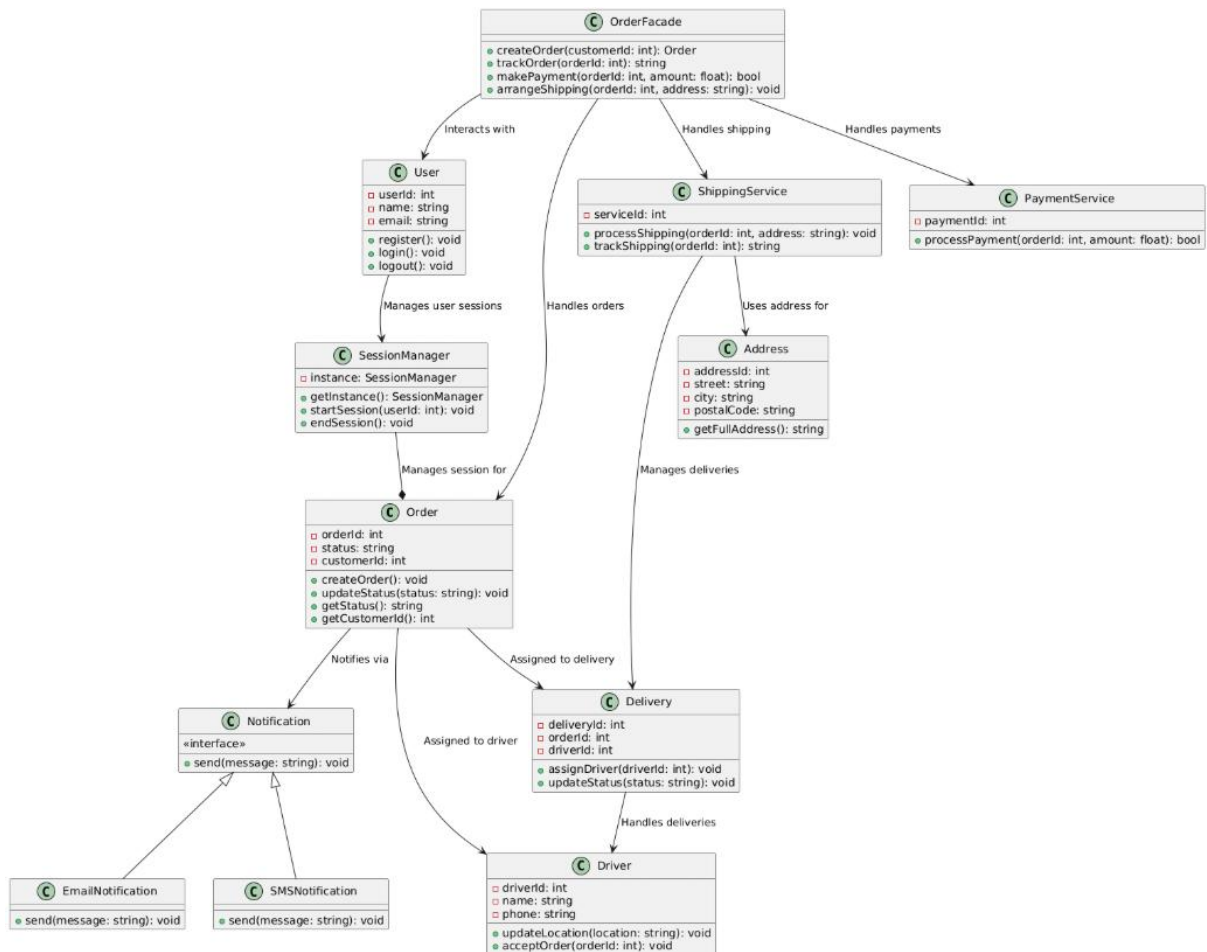 C OrderFacade
createOrder(customerId: int): Order
trackOrder(orderId: int): string
makePayment(orderId: int, amount: float): bool
arrangeShipping(orderId: int, address: string): void
Interacts with
Handles shipping
Handles payments
C User
userId: int
name: string
email: string
register(): void
login(): void
logout(): void
C ShippingService
serviceId: int
processShipping(orderId: int, address: string): void
trackShipping(orderId: int): string
C PaymentService
paymentId: int
processPayment(orderId: int, amount: float): bool
Manages user sessions
Handles orders
Uses address for
C SessionManager
instance: SessionManager
getInstance(): SessionManager
startSession(userId: int): void
endSession(): void
C Address
addressId: int
street: string
city: string
postalCode: string
getFullAddress(): string
Manages session for
Manages deliveries
C Order
orderId: int
status: string
customerId: int
createOrder(): void
updateStatus(status: string): void
getStatus(): string
getCustomerId(): int
Notifies via
Assigned to delivery
C Notification
«interface»
send(message: string): void
Assigned to driver
C Delivery
deliveryId: int
orderId: int
driverId: int
assignDriver(driverId: int): void
updateStatus(status: string): void
Handles deliveries
C EmailNotification
send(message: string): void
C SMSNotification
send(message: string): void
C Driver
driverId: int
name: string
phone: string
updateLocation(location: string): void
acceptOrder(orderId: int): void